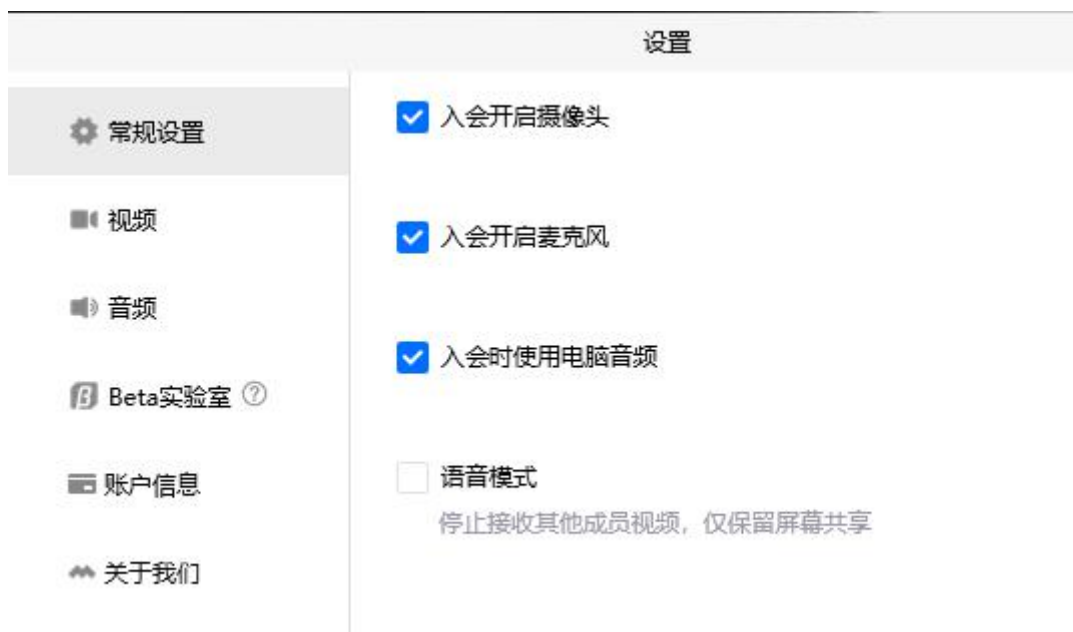 设置
常规设置
视频
音频
Beta实验室
账户信息
关于我们
入会开启摄像头
入会开启麦克风
入会时使用电脑音频
语音模式
停止接收其他成员视频，仅保留屏幕共享